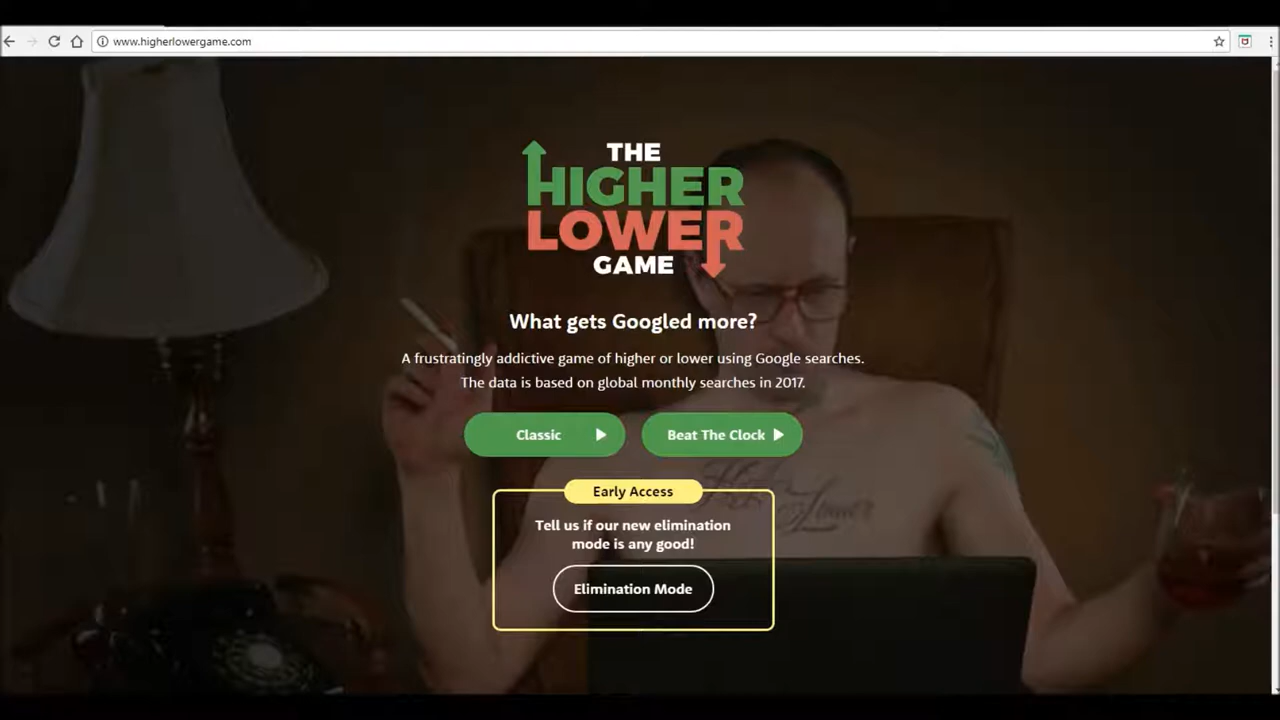 www.higherlowergame.com
THE
HIGHER
LOWER
GAME
What gets Googled more?
A frustratingly addictive game of higher or lower using Google searches.
The data is based on global monthly searches in 2017.
Classic
Beat The Clock
Early Access
Tell us if our new elimination
mode is any good!
Elimination Mode
Higher
Lower